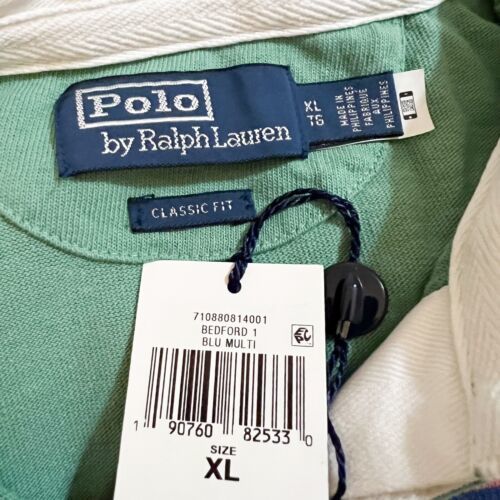 Polo
by Ralph Lauren
XL
TG
MADE IN
PHILIPPINES
FABRIQUÉ
AUX
PHILIPPINES
CLASSIC FIT
710880814001
BEDFORD 1
BLU MULTI
1 90760 82533 0
SIZE
XL